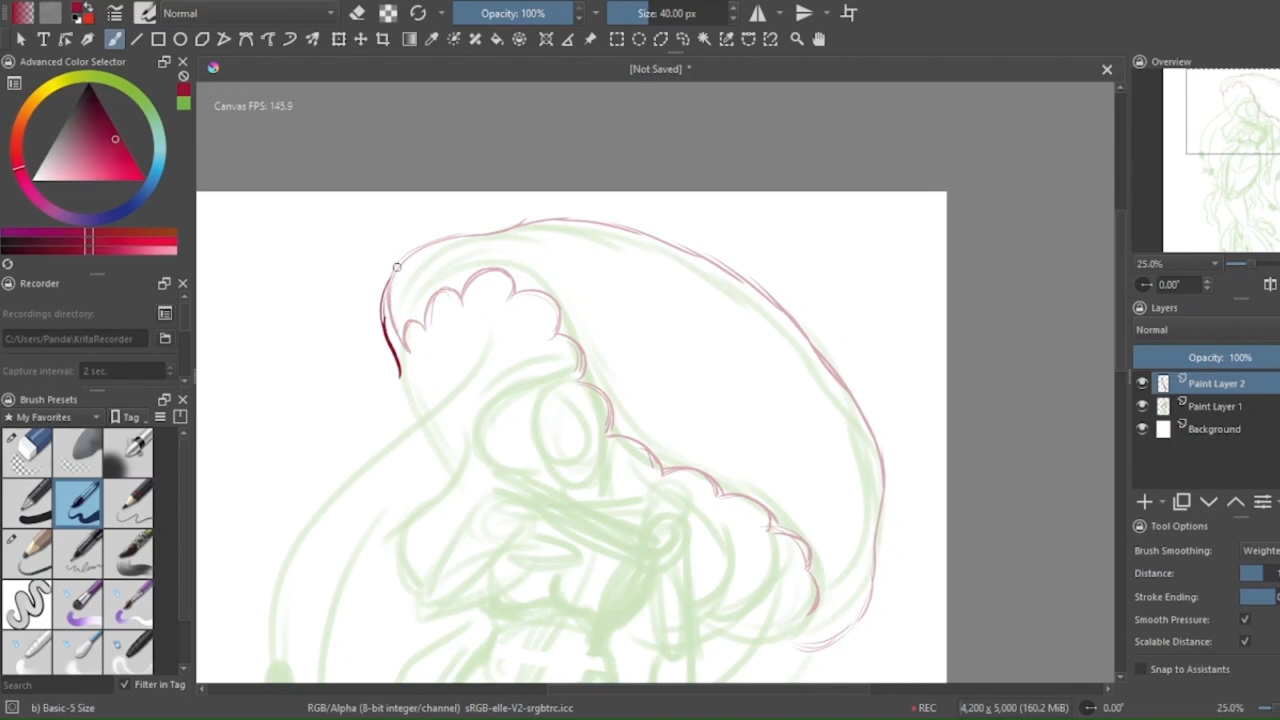 Normal
Opacity: 100%
Size: 40.00 px
Advanced Color Selector
[Not Saved] *
Overview
Canvas FPS: 145.9
25.0%
0.00°
Recorder
Recordings directory:
C:/Users/Panda\KritaRecorder
Capture interval: 2 sec.
Layers
Normal
Opacity: 100%
Paint Layer 2
Paint Layer 1
Background
Brush Presets
My Favorites
Tag
Tool Options
Brush Smoothing:
Distance:
Stroke Ending:
Smooth Pressure:
Scalable Distance:
Snap to Assistants
Search
Filter in Tag
b) Basic-5 Size
RGB/Alpha (8-bit integer/channel) sRGB-elle-V2-srgbtrc.icc
REC
4,200 x 5,000 (160.2 MiB)
0.00°
25.0%